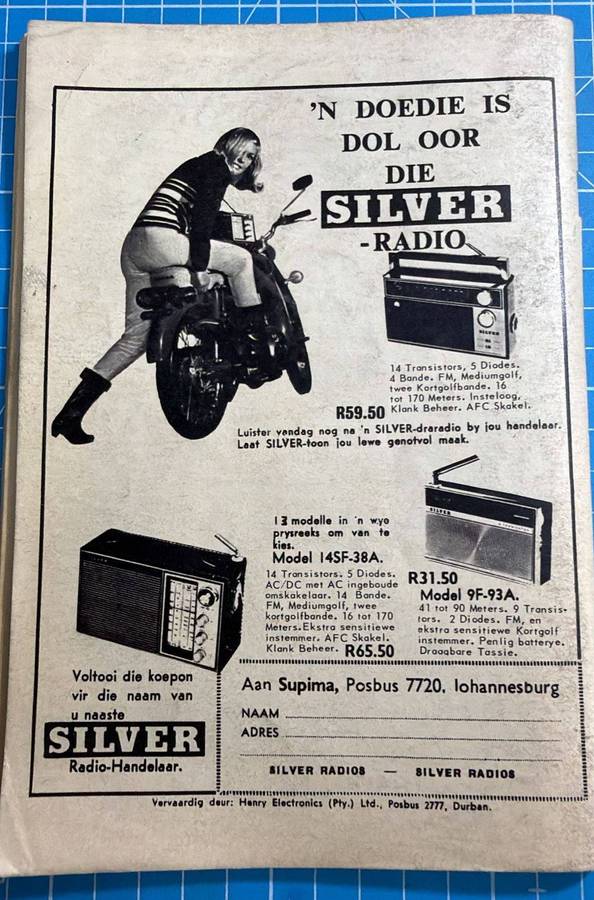 'N DOEDIE IS
DOL OOR
DIE
SILVER
-RADIO
SILVER
14 Transistors, 5 Diodes.
4 Bande. FM, Mediumgolf,
twee Kortgolfbande. 16
tot 170 Meters. Insteloog,
Klank Beheer. AFC Skakel.
R59.50
Luister vandag nog na 'n SILVER-draradio by jou handelaar.
Laat SILVER-toon jou lewe genotvol maak.
SILVER
13 modelle in 'n wye
prysreeks om van te
kies.
Model 14SF-38A.
14 Transistors. 5 Diodes.
AC/DC met AC ingeboude
omskakelaar. 14 Bande.
FM, Mediumgolf, twee
kortgolfbande. 16 tot 170
Meters.Ekstra sensitiewe
instemmer. AFC Skakel.
Klank Beheer. R65.50
R31.50
Model 9F-93A.
41 tot 90 Meters. 9 Transis-
tors. 2 Diodes. FM, en
ekstra sensitiewe Kortgolf
instemmer. Penlig batterye.
Draagbare Tassie.
Voltooi die koepon
vir die naam van
u naaste
SILVER
Radio-Handelaar.
Aan Supima, Posbus 7720, Iohannesburg
NAAM
ADRES
SILVER RADIOS — SILVER RADIOS
Vervaardig deur: Henry Electronics (Pty.) Ltd., Posbus 2777, Durban.